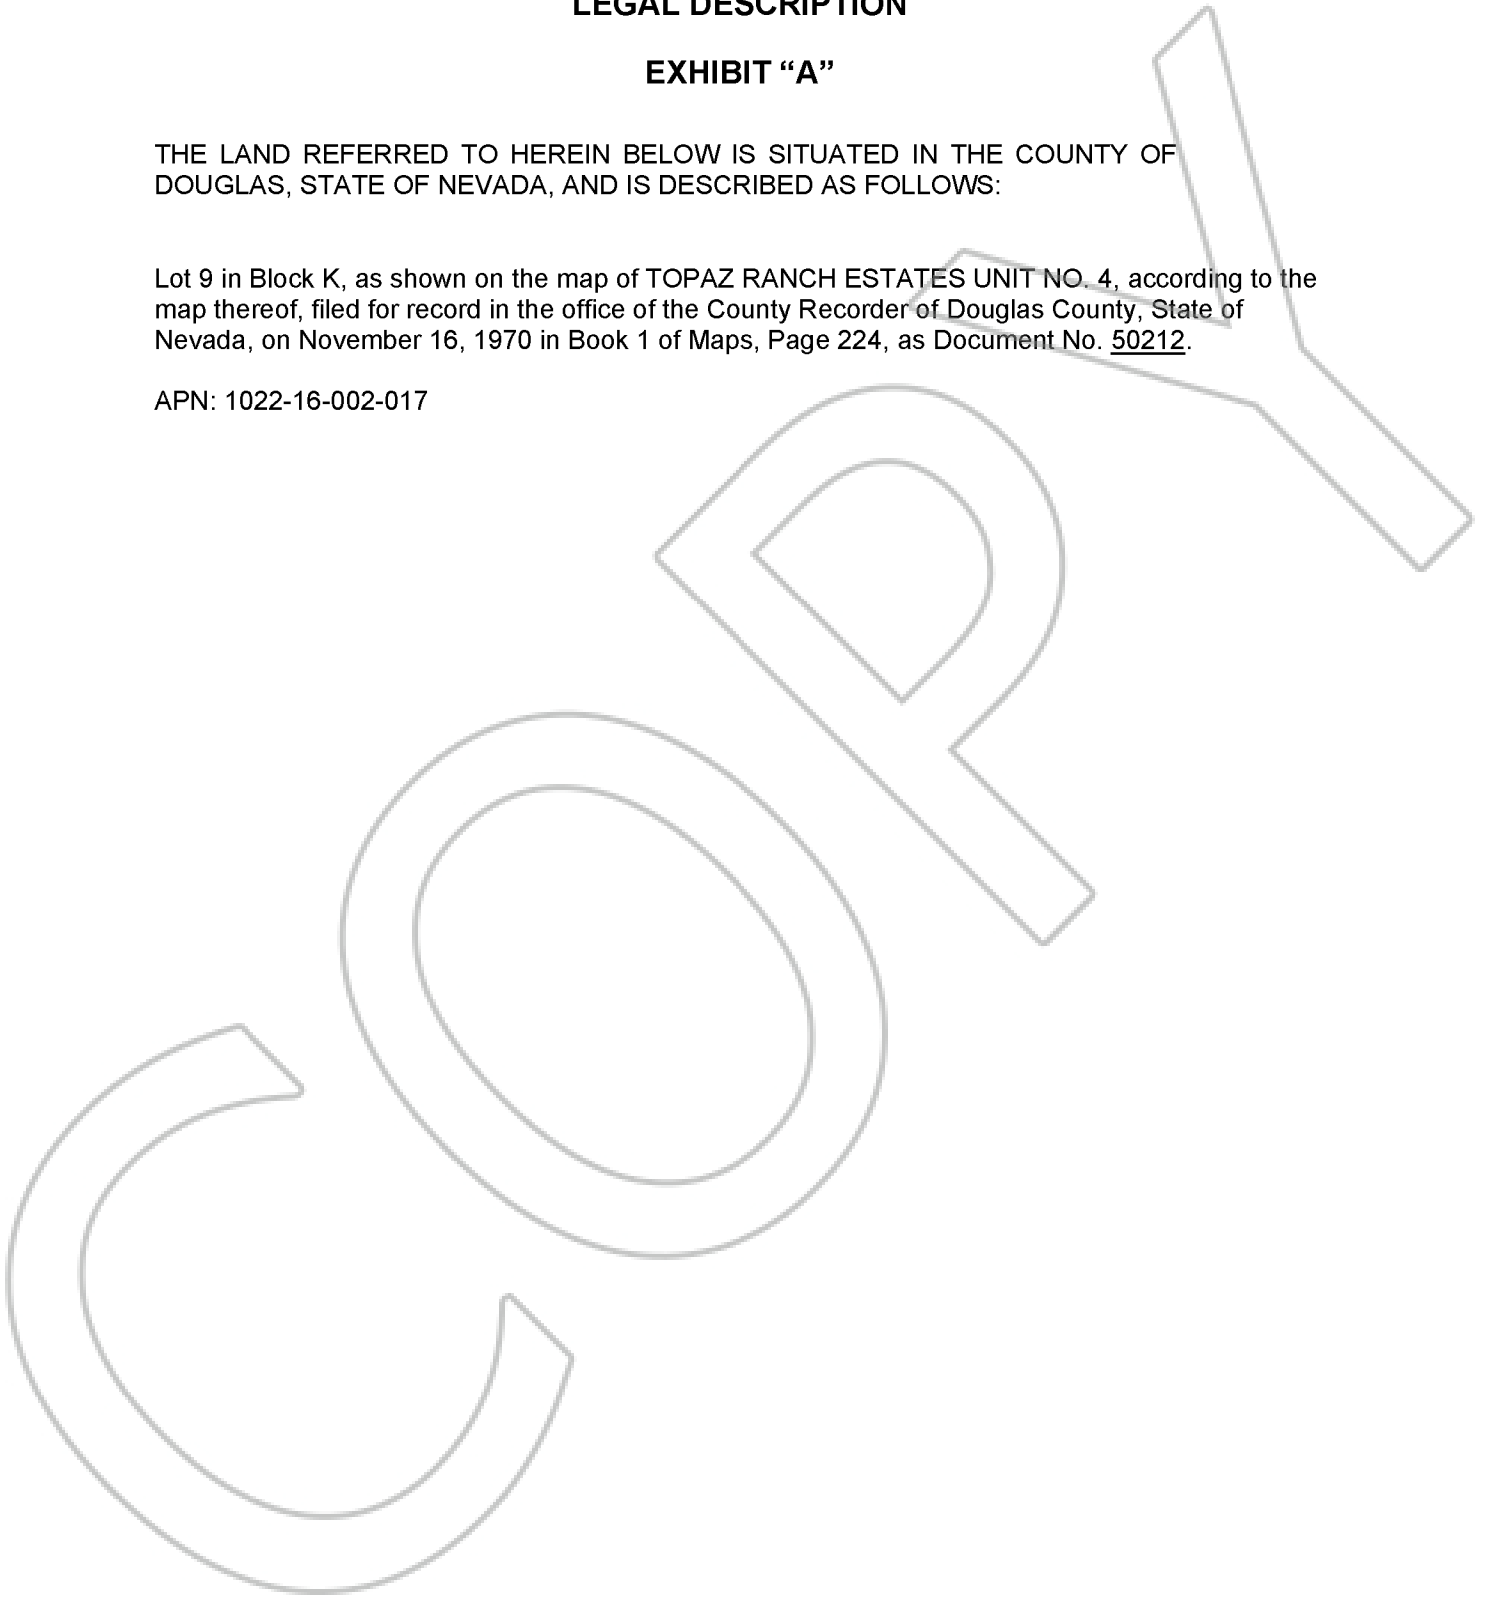 LEGAL DESCRIPTION
EXHIBIT “A”
THE LAND REFERRED TO HEREIN BELOW IS SITUATED IN THE COUNTY OF
DOUGLAS, STATE OF NEVADA, AND IS DESCRIBED AS FOLLOWS:
Lot 9 in Block K, as shown on the map of TOPAZ RANCH ESTATES UNIT NO. 4, according to the
map thereof, filed for record in the office of the County Recorder of Douglas County, State of
Nevada, on November 16, 1970 in Book 1 of Maps, Page 224, as Document No. 50212.
APN: 1022-16-002-017
COPY